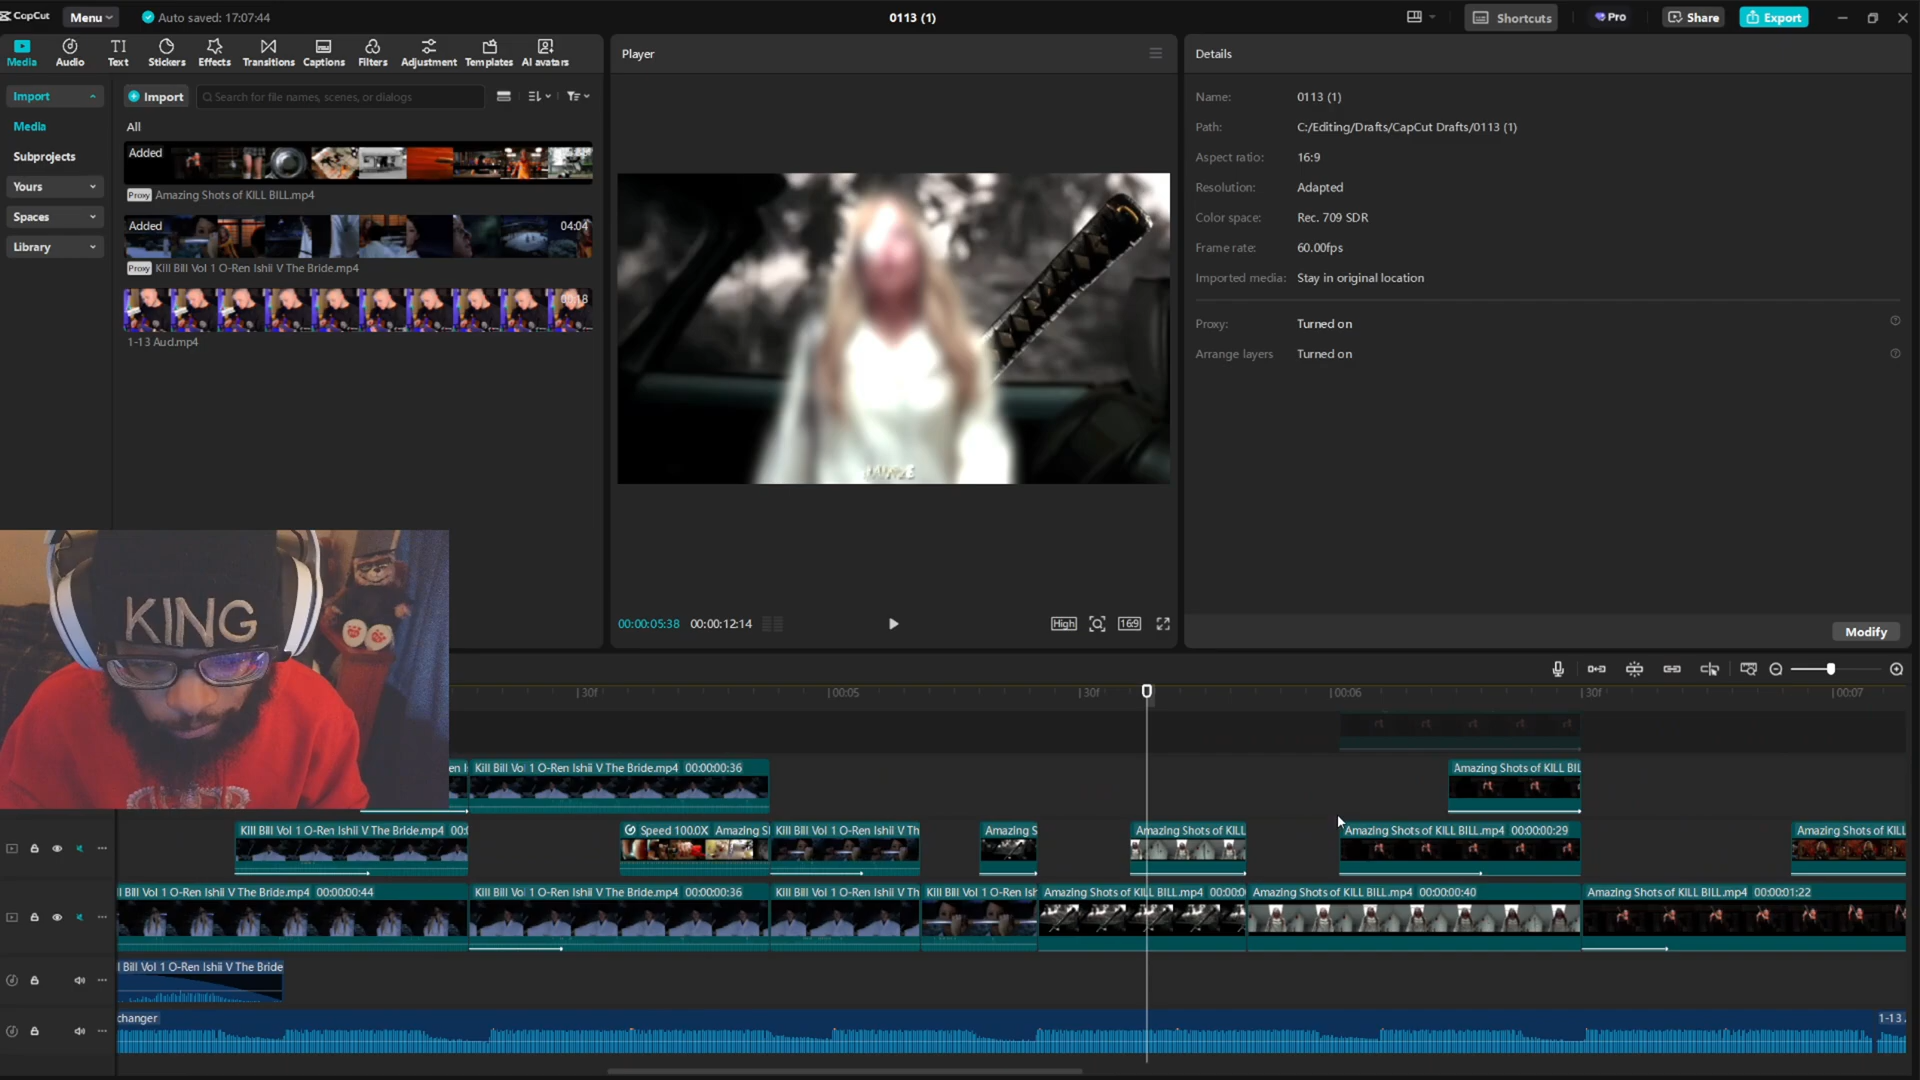 CapCut
Menu
Auto saved: 17:07:44
0113 (1)
Shortcuts
Pro
Share
Export
Media
Audio
Text
Stickers
Effects
Transitions
Captions
Filters
Adjustment
Templates
AI avatars
Import
Media
Subprojects
Yours
Spaces
Library
Import
Search for file names, scenes, or dialogs
All
Added
Proxy Amazing Shots of KILL BILL.mp4
Added
04:04
Proxy KIll BIll Vol 1 O-Ren Ishii V The Bride.mp4
00:18
1-13 Aud.mp4
Player
00:00:05:38 00:00:12:14
High
16:9
Details
Name: 0113 (1)
Path: C:/Editing/Drafts/CapCut Drafts/0113 (1)
Aspect ratio: 16:9
Resolution: Adapted
Color space: Rec. 709 SDR
Frame rate: 60.00fps
Imported media: Stay in original location
Proxy: Turned on
Arrange layers Turned on
Modify
KING
30f
00:05
30f
00:06
30f
00:07
en I
KIll BIll Vol 1 O-Ren Ishii V The Bride.mp4 00:00:00:36
Amazing Shots of KILL BIL
KIll BIll Vol 1 O-Ren Ishii V The Bride.mp4 00:0
Speed 100.0X Amazing S
KIll BIll Vol 1 O-Ren Ishii V Th
Amazing S
Amazing Shots of KILL
Amazing Shots of KILL BILL.mp4 00:00:00:29
Amazing Shots of KILL
ll BIll Vol 1 O-Ren Ishii V The Bride.mp4 00:00:00:44
KIll BIll Vol 1 O-Ren Ishii V The Bride.mp4 00:00:00:36
KIll BIll Vol 1 O-Ren Ishii V Th
KIll BIll Vol 1 O-Ren Ish
Amazing Shots of KILL BILL.mp4 00:00:0
Amazing Shots of KILL BILL.mp4 00:00:00:40
Amazing Shots of KILL BILL.mp4 00:00:01:22
l BIll Vol 1 O-Ren Ishii V The Bride
changer
1-13